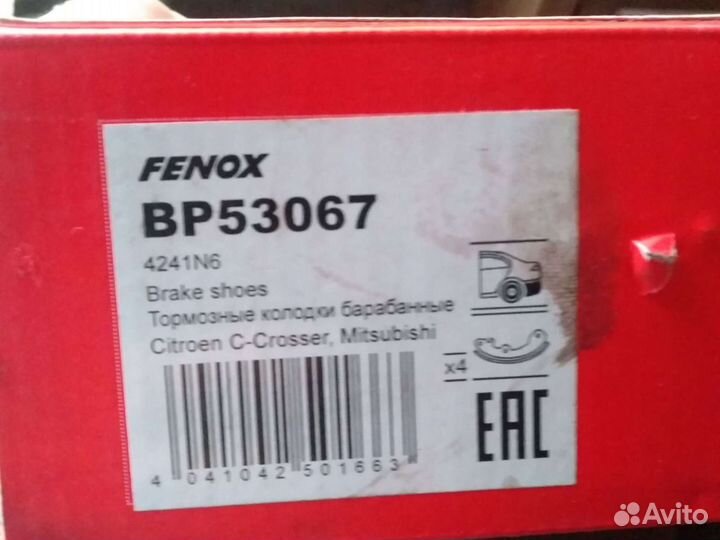 FENOX
BP53067
4241N6
Brake shoes
Тормозные колодки барабанные
Citroen C-Crosser, Mitsubishi
x4
4 041042 501663
EAC
Avito